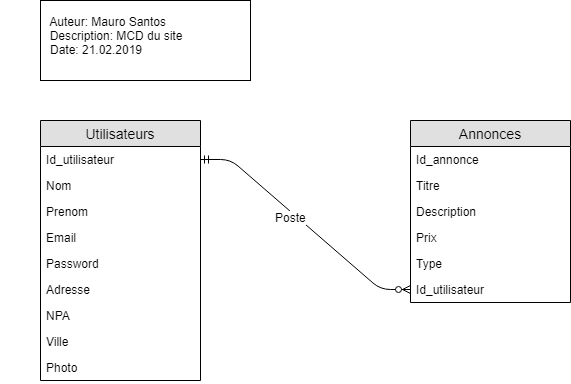 Auteur: Mauro Santos
Description: MCD du site
Date: 21.02.2019
Utilisateurs
Id_utilisateur
Nom
Prenom
Email
Password
Adresse
NPA
Ville
Photo
Poste
Annonces
Id_annonce
Titre
Description
Prix
Type
Id_utilisateur